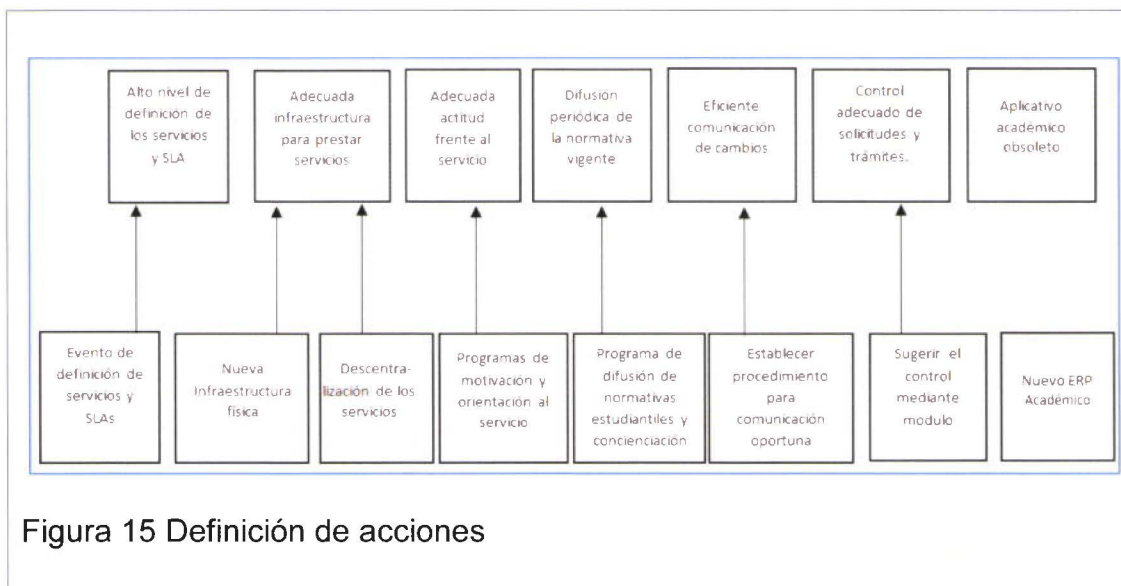 Alto nivel de
definición de
los servicios
y SLA
Adecuada
infraestructura
para prestar
servicios
Adecuada
actitud
frente al
servicio
Difusión
periódica de
la normativa
vigente
Eficiente
comunicación
de cambios
Control
adecuado de
solicitudes y
trámites.
Aplicativo
académico
obsoleto
Evento de
definición de
servicios y
SLAs
Nueva
Infraestructura
física
Descentra-
lización de los
servicios
Programas de
motivación y
orientación al
servicio
Programa de
difusión de
normativas
estudiantiles y
concienciación
Establecer
procedimiento
para
comunicación
oportuna
Sugerir el
control
mediante
modulo
Nuevo ERP
Académico
Figura 15 Definición de acciones